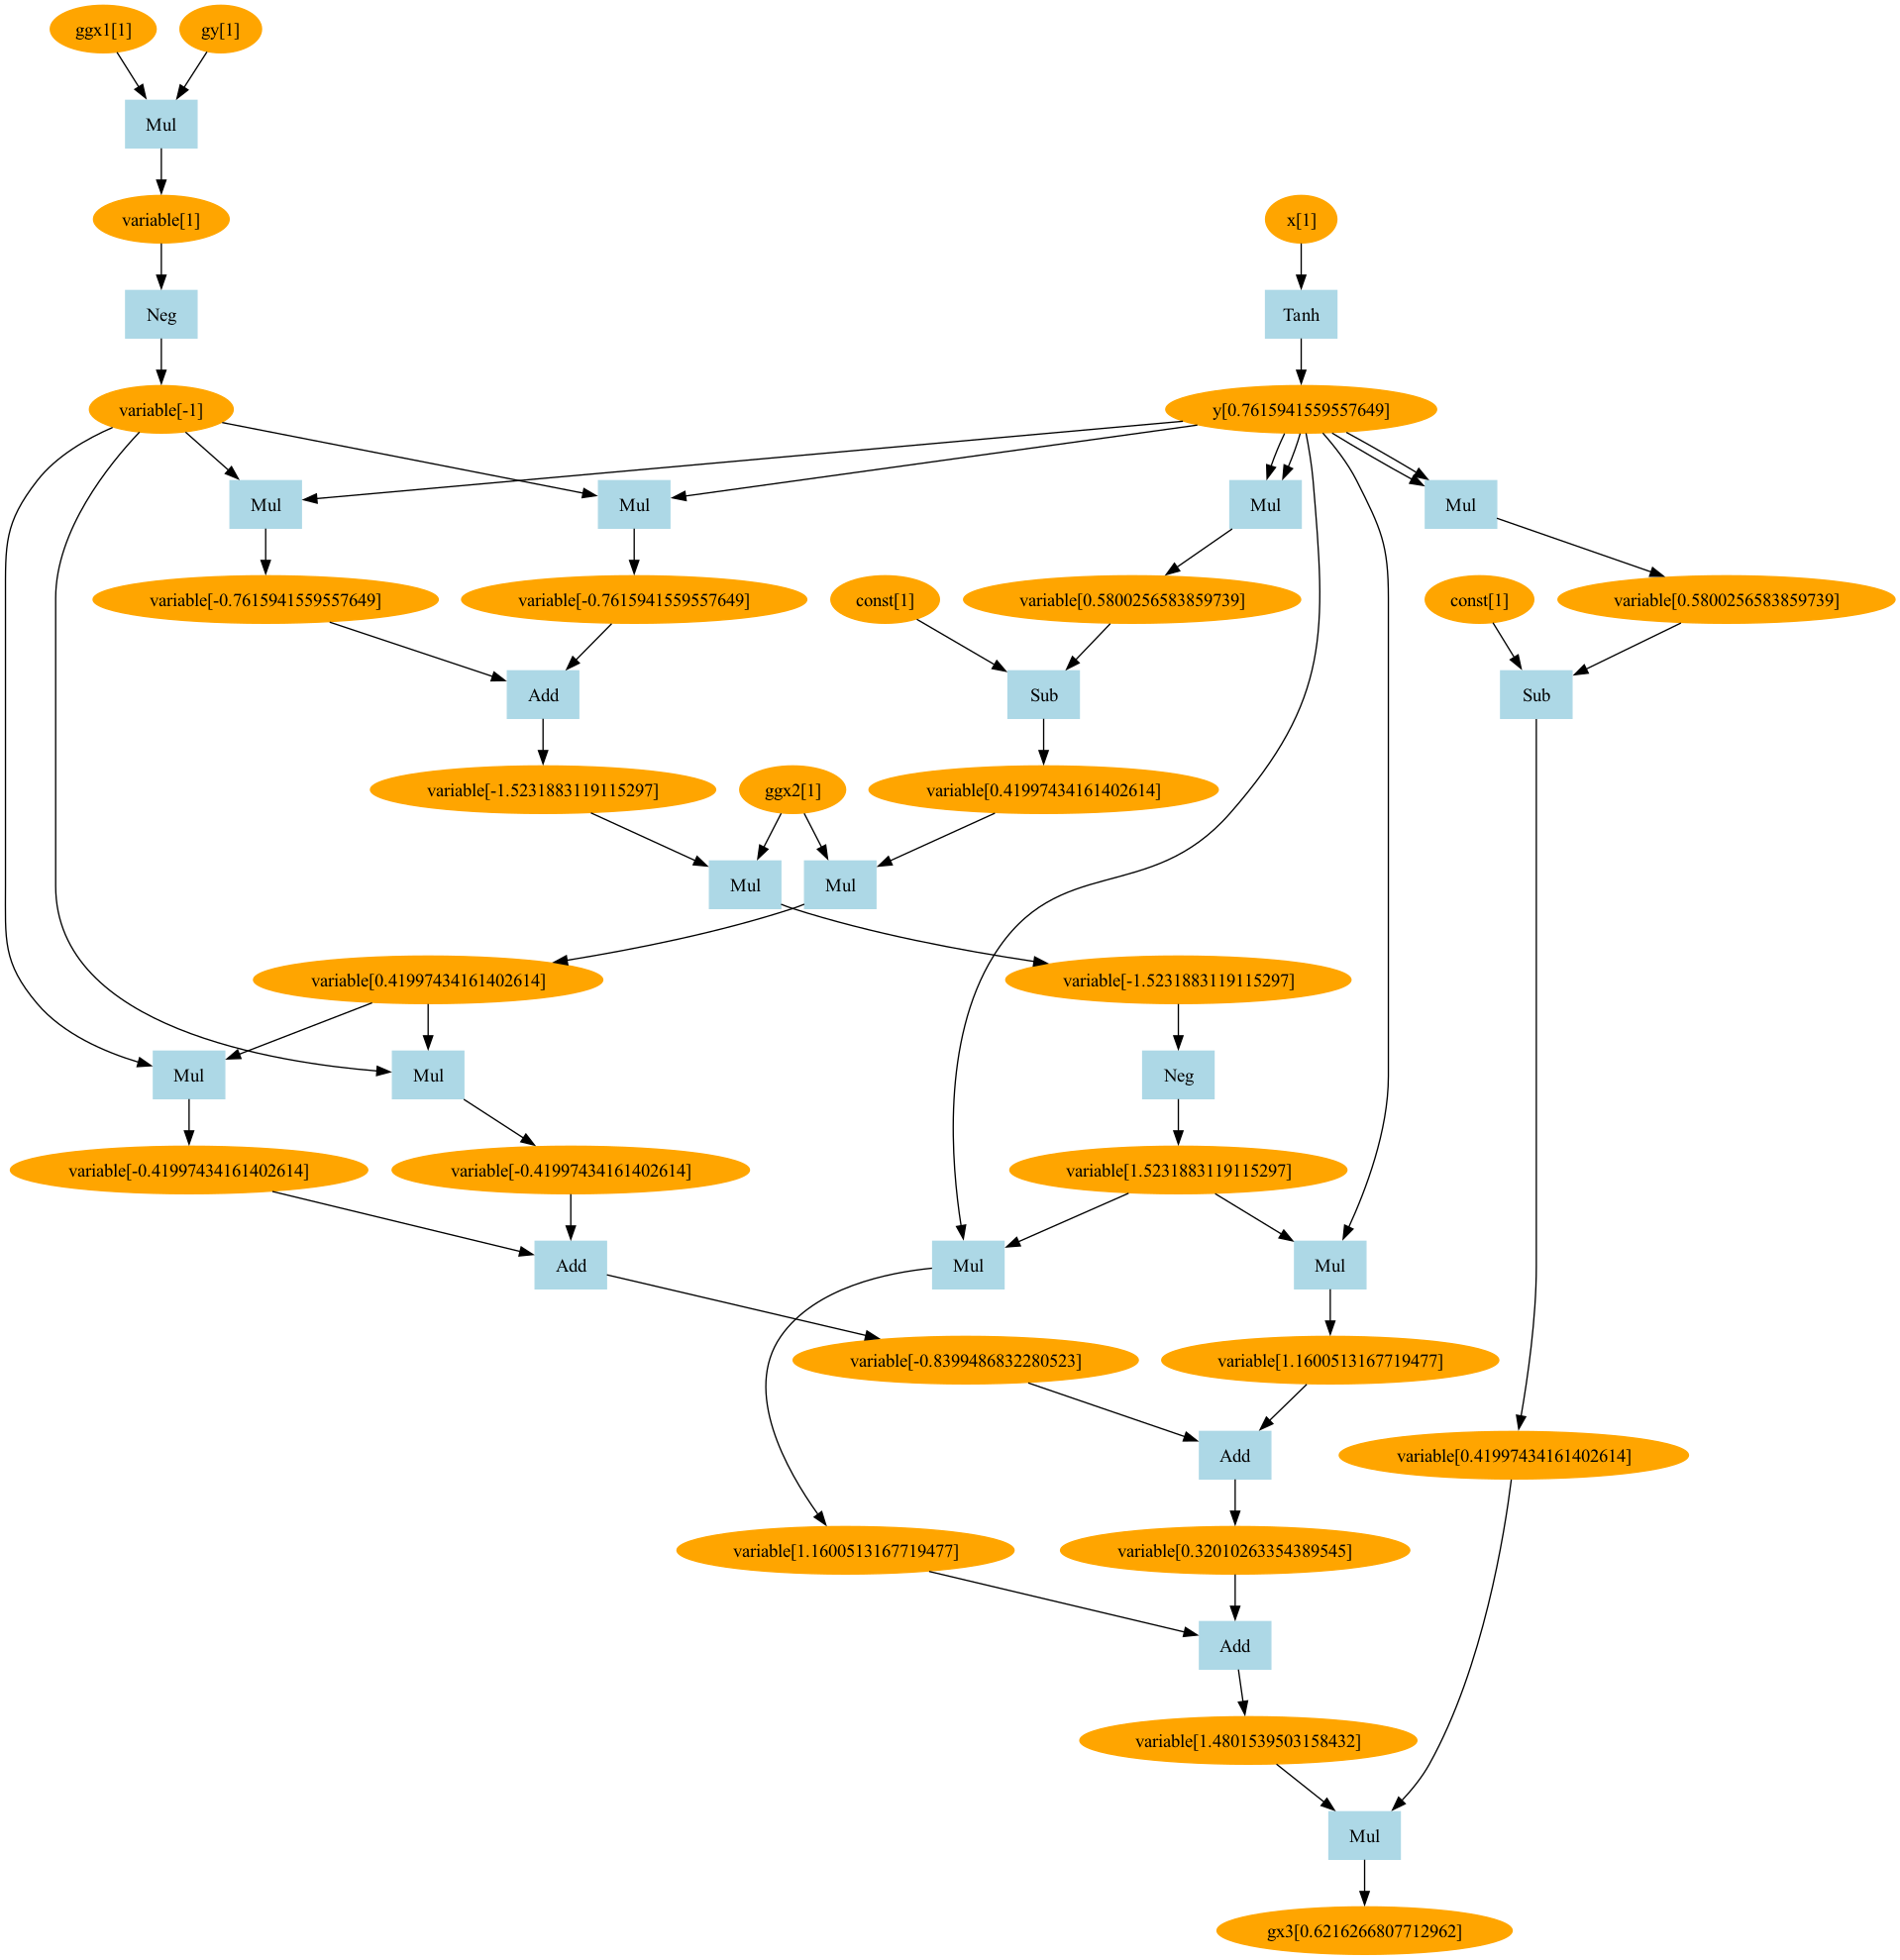 ggx1[1]
gy[1]
Mul
variable[1]
x[1]
Neg
Tanh
variable[-1]
y[0.7615941559557649]
Mul
Mul
Mul
Mul
variable[-0.7615941559557649]
variable[-0.7615941559557649]
const[1]
variable[0.5800256583859739]
const[1]
variable[0.5800256583859739]
Add
Sub
Sub
variable[-1.5231883119115297]
ggx2[1]
variable[0.41997434161402614]
Mul
Mul
variable[0.41997434161402614]
variable[-1.5231883119115297]
Mul
Mul
Neg
variable[-0.41997434161402614]
variable[-0.41997434161402614]
variable[1.5231883119115297]
Add
Mul
Mul
variable[-0.8399486832280523]
variable[1.1600513167719477]
Add
variable[0.41997434161402614]
variable[1.1600513167719477]
variable[0.32010263354389545]
Add
variable[1.4801539503158432]
Mul
gx3[0.6216266807712962]